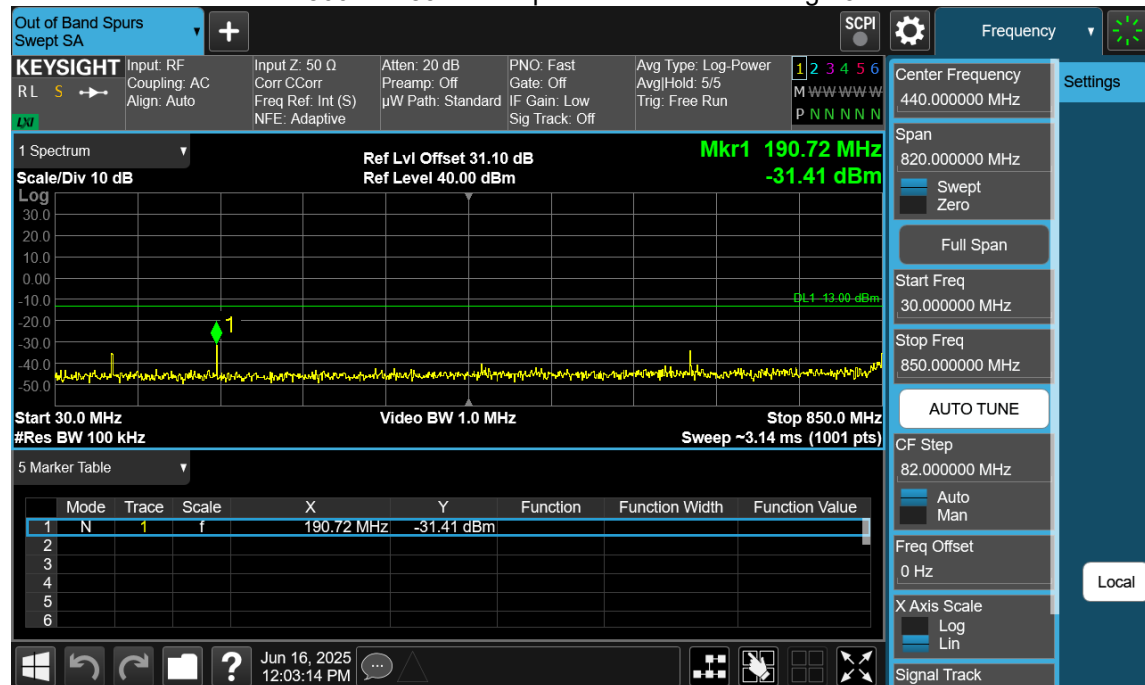 Out of Band Spurs
Swept SA
+
SCPI
Frequency
KEYSIGHT
RL S
LXI
Input: RF
Coupling: AC
Align: Auto
Input Z: 50 Ω
Corr CCorr
Freq Ref: Int (S)
NFE: Adaptive
Atten: 20 dB
Preamp: Off
µW Path: Standard
PNO: Fast
Gate: Off
IF Gain: Low
Sig Track: Off
Avg Type: Log-Power
Avg|Hold: 5/5
Trig: Free Run
1 2 3 4 5 6
M W W W W W
P N N N N N
1 Spectrum
Scale/Div 10 dB
Ref Lvl Offset 31.10 dB
Ref Level 40.00 dBm
Mkr1 190.72 MHz
-31.41 dBm
Log
30.0
20.0
10.0
0.00
-10.0
-20.0
-30.0
-40.0
-50.0
DL1 -13.00 dBm
1
Start 30.0 MHz
#Res BW 100 kHz
Video BW 1.0 MHz
Stop 850.0 MHz
Sweep ~3.14 ms (1001 pts)
5 Marker Table
Mode Trace Scale X Y Function Function Width Function Value
1 N 1 f 190.72 MHz -31.41 dBm
2
3
4
5
6
?
Jun 16, 2025
12:03:14 PM
Center Frequency
440.000000 MHz
Settings
Span
820.000000 MHz
Swept
Zero
Full Span
Start Freq
30.000000 MHz
Stop Freq
850.000000 MHz
AUTO TUNE
CF Step
82.000000 MHz
Auto
Man
Freq Offset
0 Hz
Local
X Axis Scale
Log
Lin
Signal Track